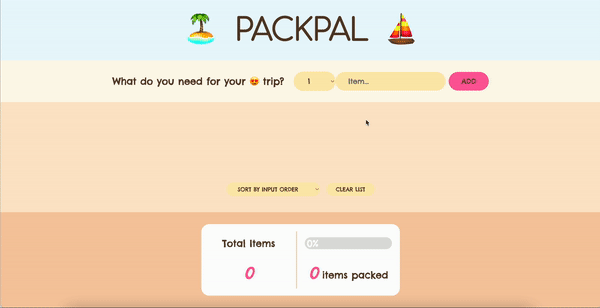 PACKPAL
What do you need for your 😍 trip? 1 Item... ADD
SORT BY INPUT ORDER CLEAR LIST
Total Items 0%
0 0 items packed